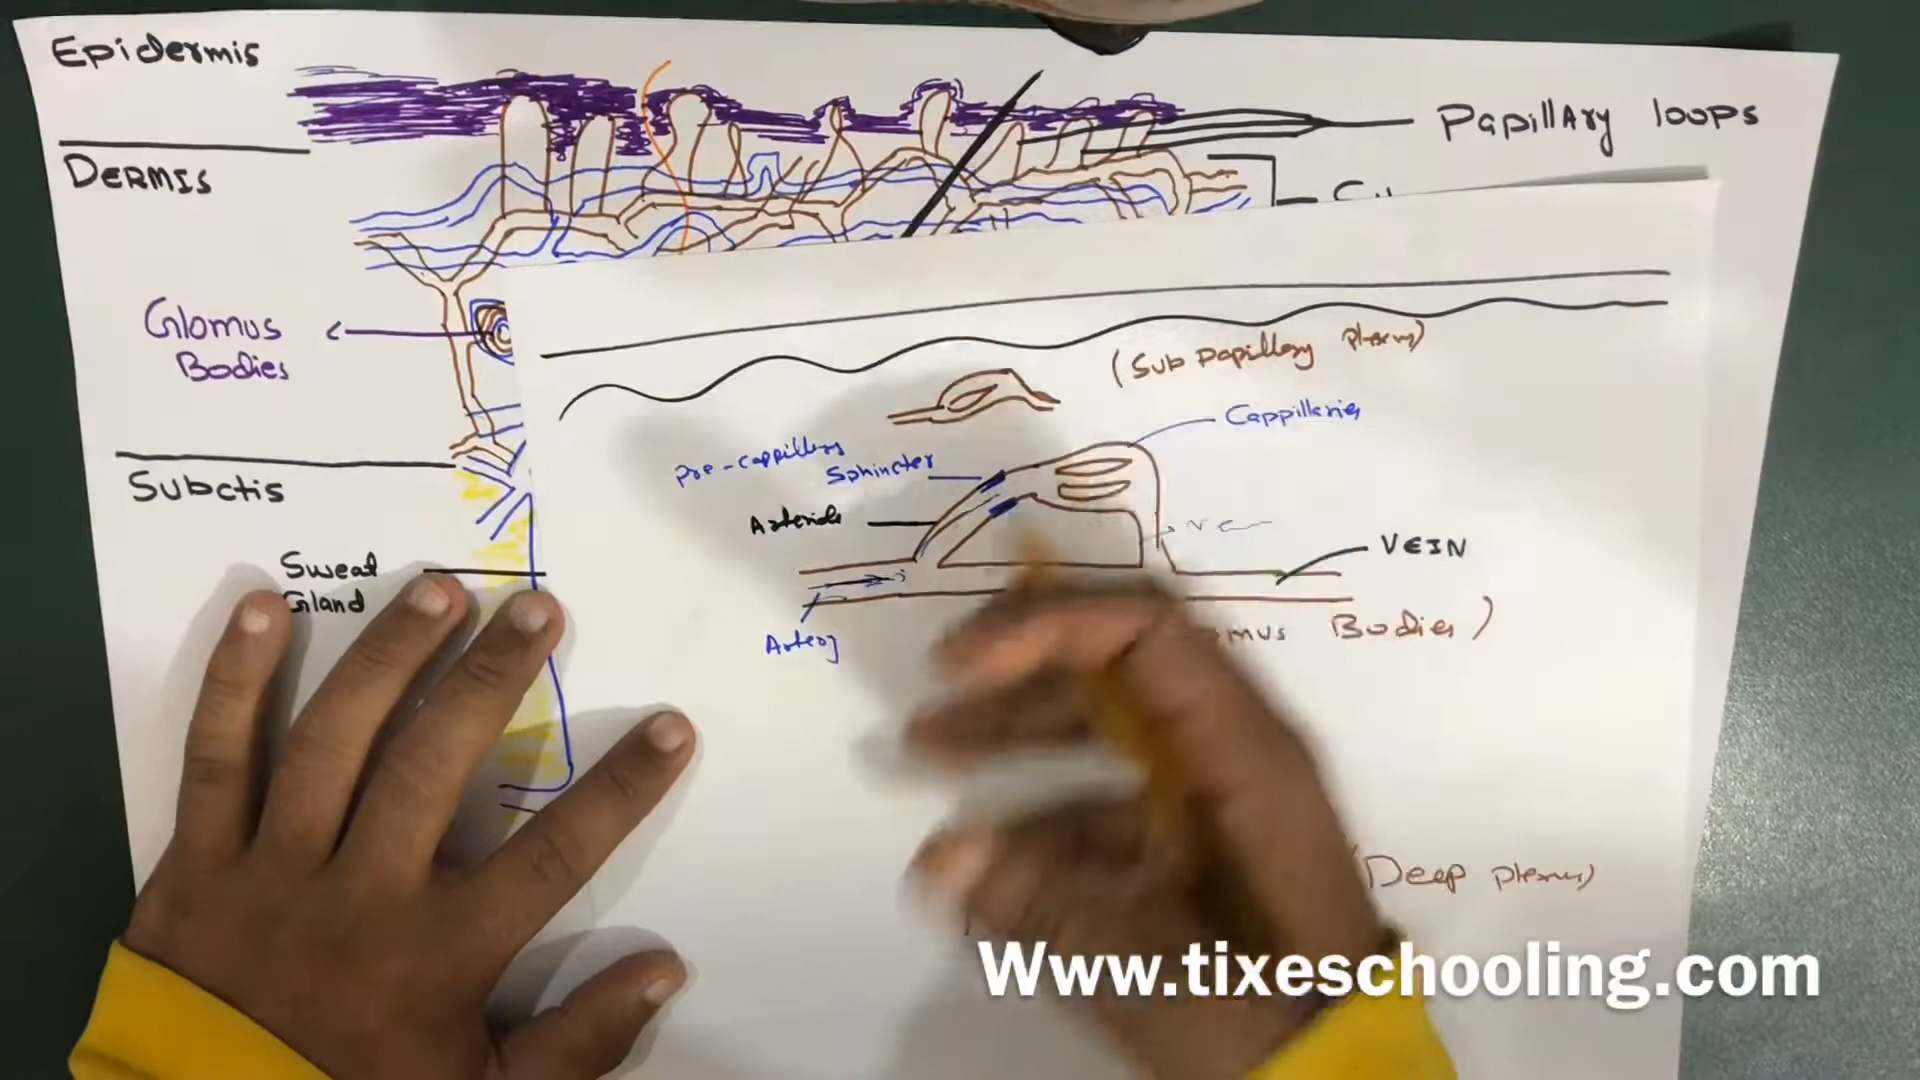 Epidermis
Papillary loops
DERMIS
Glomus
Bodies
(Sub papillary plexus)
Cappillaries
Pre-cappillary
Sphincter
Arteriole
VEIN
Subctis
Sweat
Gland
Artery
Bodies)
(Deep plexus)
Www.tixeschooling.com